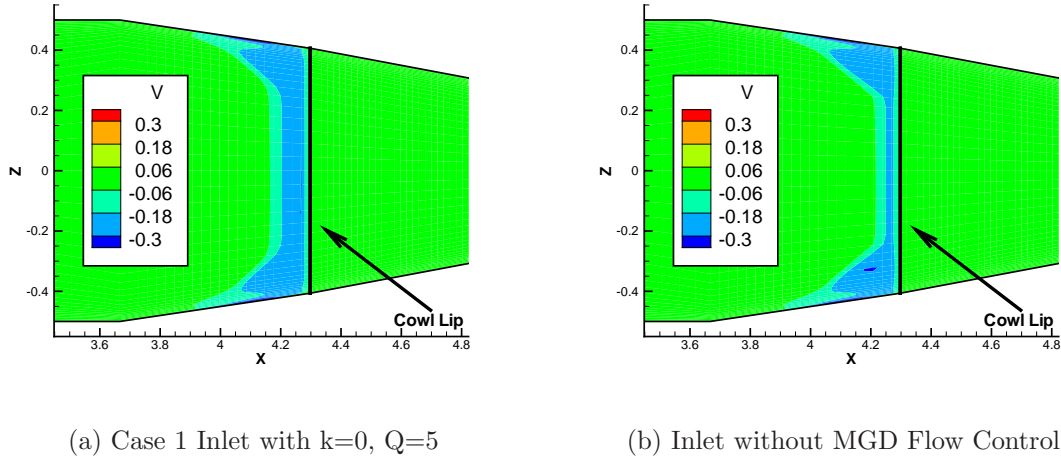 Z
0.4
0.2
0
-0.2
-0.4
V
0.3
0.18
0.06
-0.06
-0.18
-0.3
Cowl Lip
3.6 3.8 4 4.2 4.4 4.6 4.8
X
Z
0.4
0.2
0
-0.2
-0.4
V
0.3
0.18
0.06
-0.06
-0.18
-0.3
Cowl Lip
3.6 3.8 4 4.2 4.4 4.6 4.8
X
(a) Case 1 Inlet with k=0, Q=5
(b) Inlet without MGD Flow Control